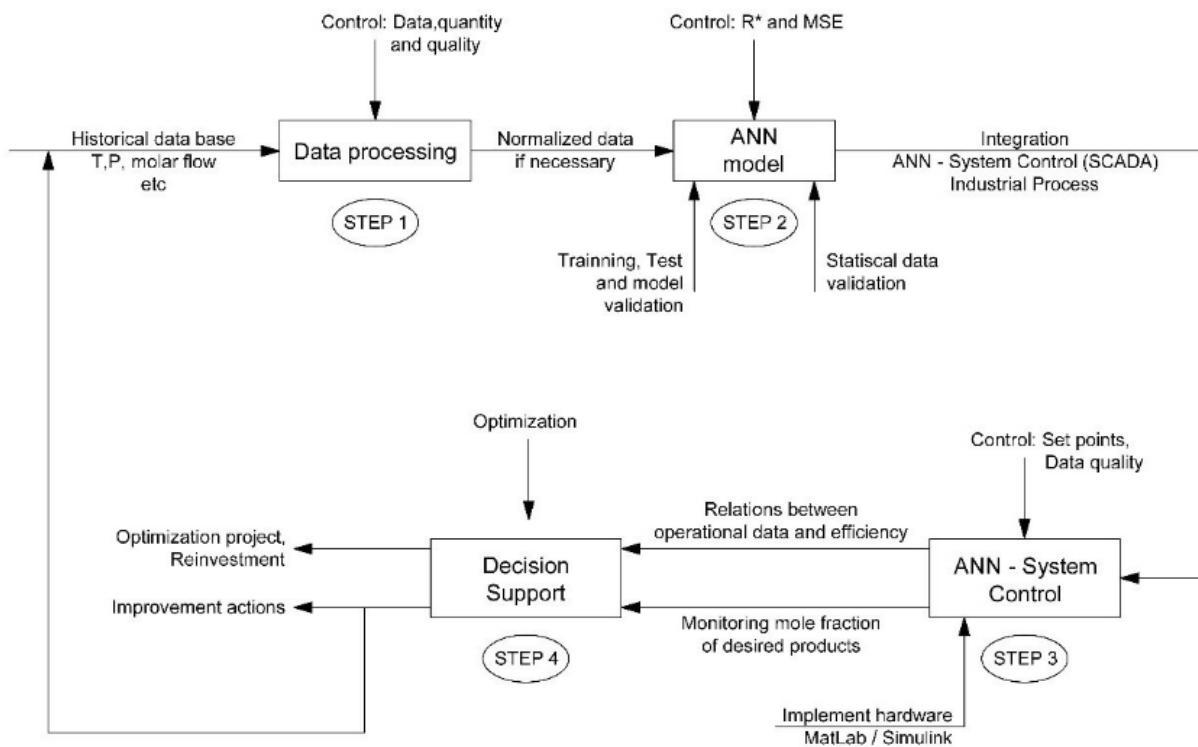 Control: Data,quantity
and quality
Control: R* and MSE
Historical data base
T,P, molar flow
etc
Data processing
Normalized data
if necessary
ANN
model
Integration
ANN - System Control (SCADA)
Industrial Process
STEP 1
STEP 2
Trainning, Test
and model
validation
Statiscal data
validation
Optimization
Control: Set points,
Data quality
Relations between
operational data and efficiency
Optimization project,
Reinvestment
Decision
Support
ANN - System
Control
Improvement actions
Monitoring mole fraction
of desired products
STEP 4
STEP 3
Implement hardware
MatLab / Simulink